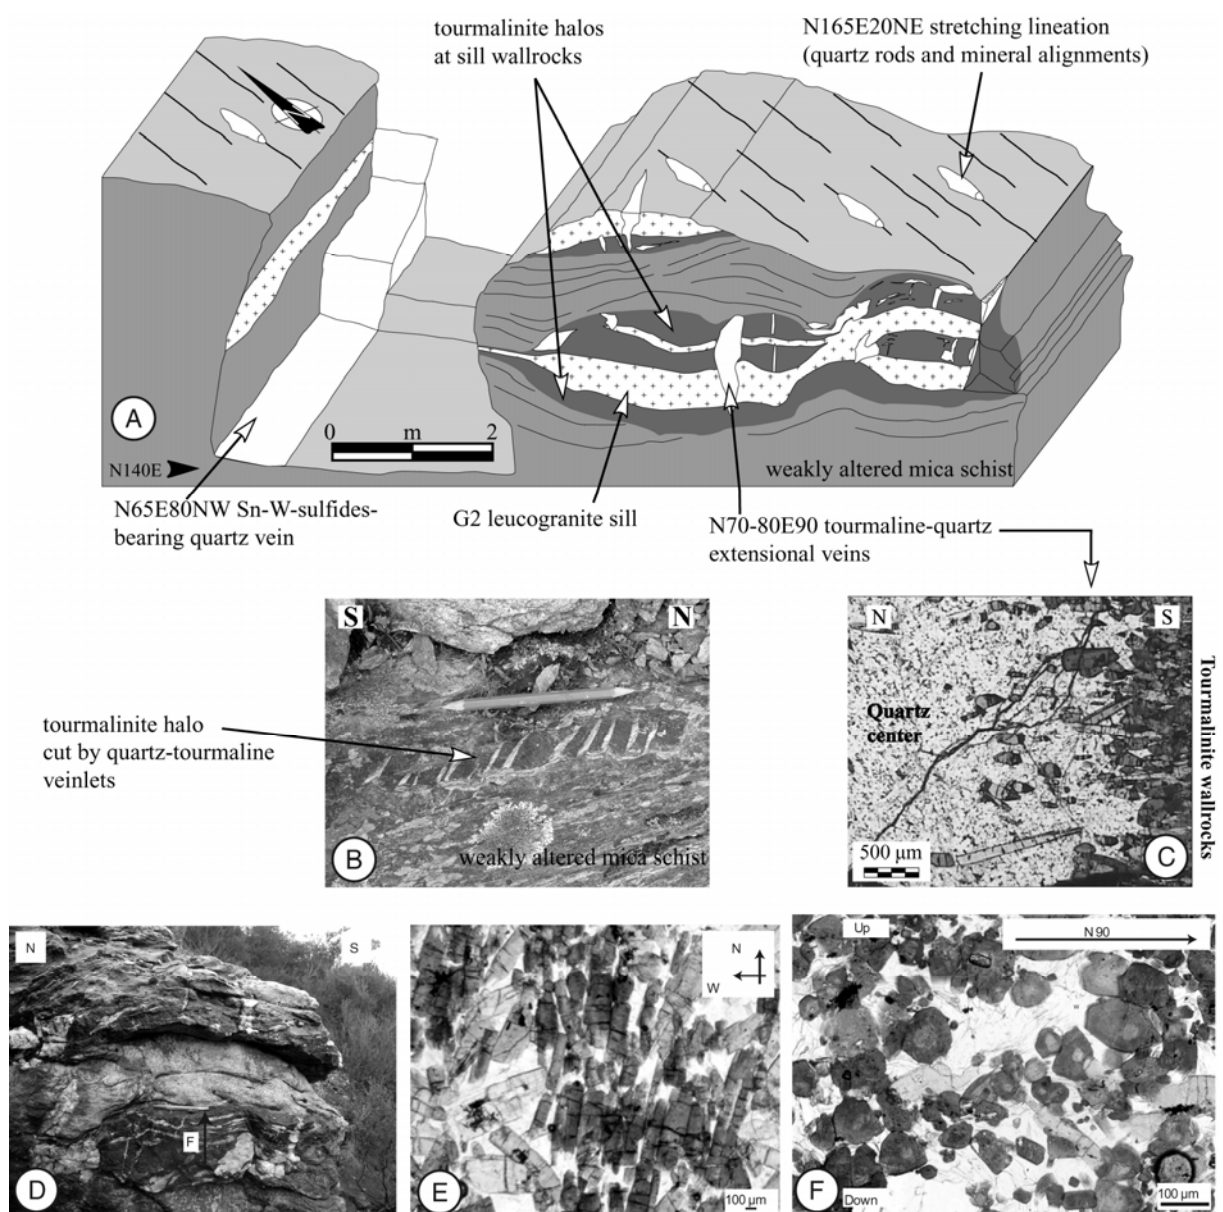 tourmalinite halos
at sill wallrocks
N165E20NE stretching lineation
(quartz rods and mineral alignments)
A
0 m 2
N140E
weakly altered mica schist
N65E80NW Sn-W-sulfides-
bearing quartz vein
G2 leucogranite sill
N70-80E90 tourmaline-quartz
extensional veins
S N
tourmalinite halo
cut by quartz-tourmaline
veinlets
B
weakly altered mica schist
N S
Quartz
center
Tourmalinite wallrocks
500 µm
C
N S
F
D
N
W
E
100 µm
Up
N 90
F
Down
100 µm